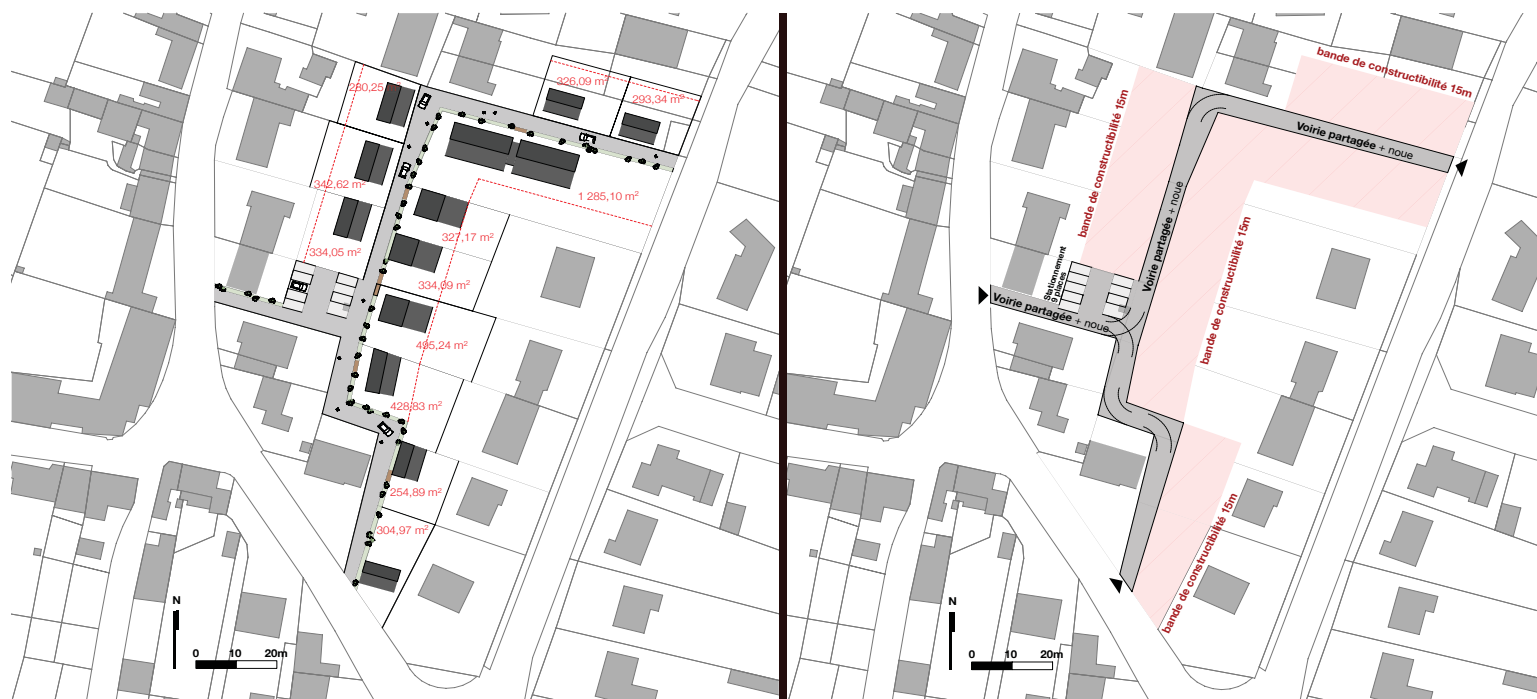 280,25
326,09 m²
293,34 m²
342,62 m²
1 285,10 m²
327,17 m²
334,05 m²
334,09 m²
495,24 m²
428,83 m²
254,89 m²
304,97 m²
N
0 10 20m
bande de constructibilité 15m
bande de constructibilité 15m
Voirie partagée + noue
Voirie partagée + noue
bande de constructibilité 15m
Stationnement
9 places
Voirie partagée + noue
bande de constructibilité 15m
N
0 10 20m